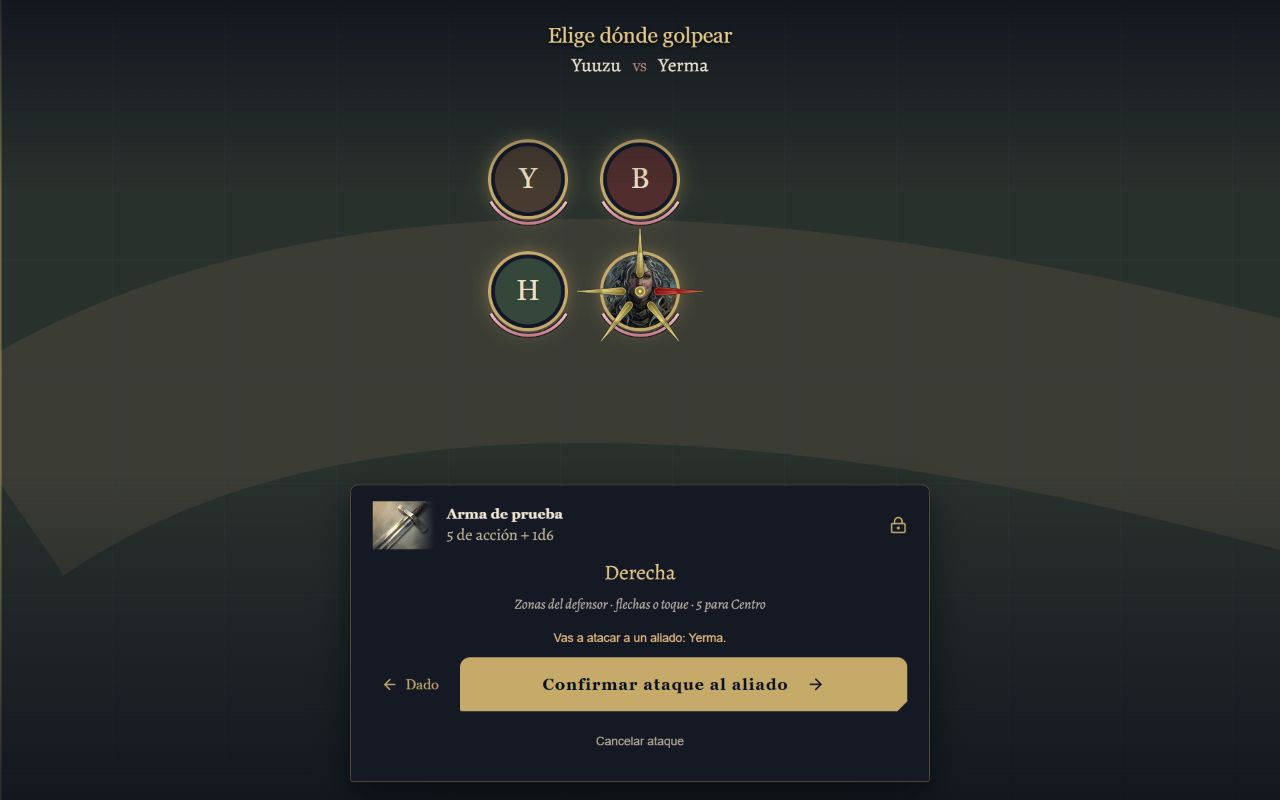 Elige dónde golpear
Yuuzu vs Yerma
Y B
H
Arma de prueba
5 de acción + 1d6
Derecha
Zonas del defensor · flechas o toque · 5 para Centro
Vas a atacar a un aliado: Yerma.
← Dado
Confirmar ataque al aliado →
Cancelar ataque